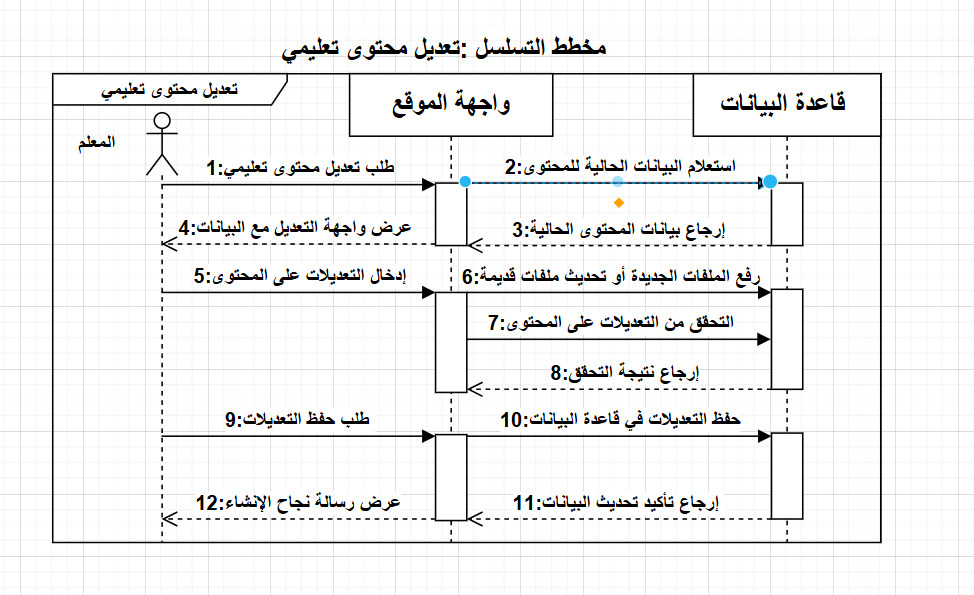 مخطط التسلسل :تعديل محتوى تعليمي
تعديل محتوى تعليمي
واجهة الموقع
قاعدة البيانات
المعلم
1:طلب تعديل محتوى تعليمي
2:استعلام البيانات الحالية للمحتوى
3:إرجاع بيانات المحتوى الحالية
4:عرض واجهة التعديل مع البيانات
5:إدخال التعديلات على المحتوى
6:رفع الملفات الجديدة أو تحديث ملفات قديمة
7:التحقق من التعديلات على المحتوى
8:إرجاع نتيجة التحقق
9:طلب حفظ التعديلات
10:حفظ التعديلات في قاعدة البيانات
11:إرجاع تأكيد تحديث البيانات
12:عرض رسالة نجاح الإنشاء